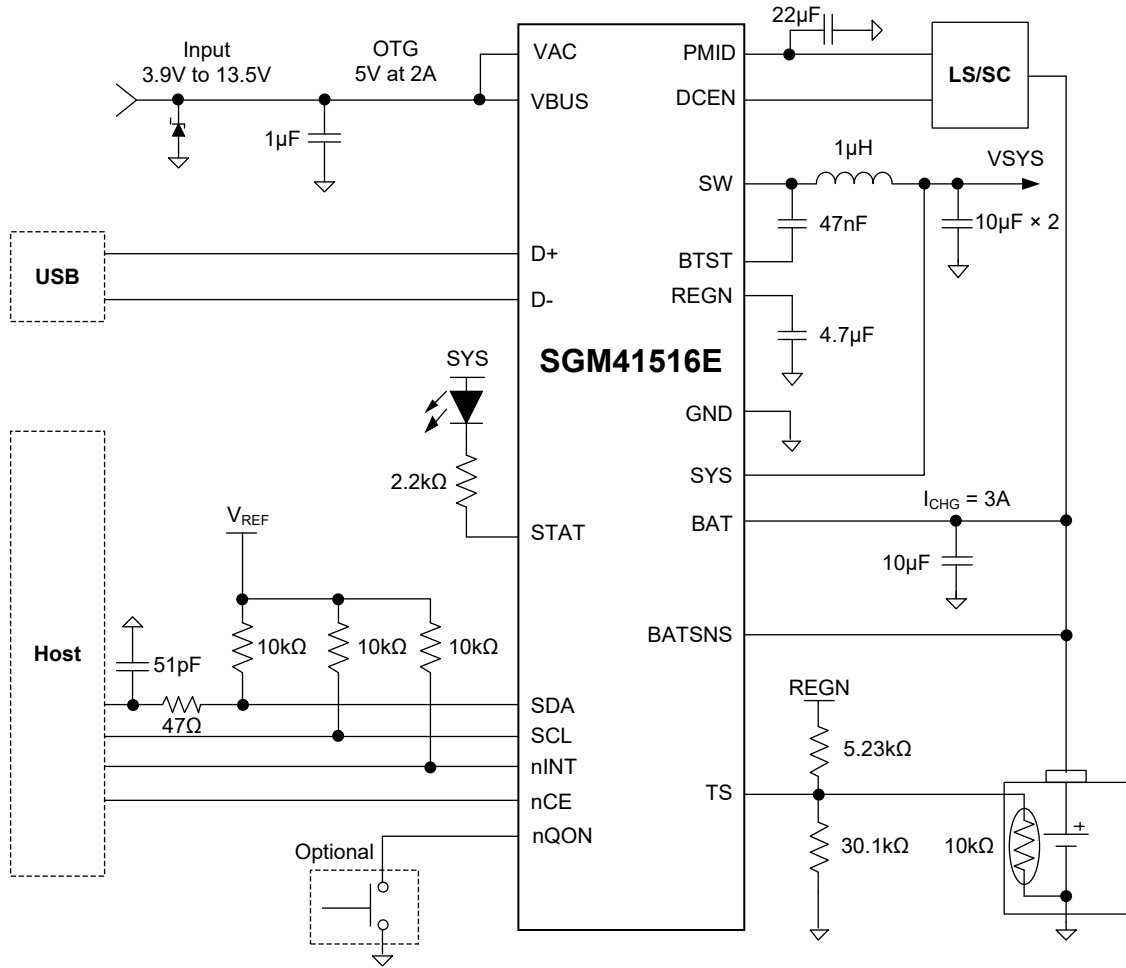 22µF
Input
3.9V to 13.5V
OTG
5V at 2A
VAC
VBUS
PMID
DCEN
LS/SC
1µF
1µH
VSYS
SW
47nF
10µF × 2
BTST
D+
D-
USB
REGN
4.7µF
SGM41516E
SYS
2.2kΩ
STAT
GND
SYS
ICHG = 3A
BAT
10µF
VREF
BATSNS
Host
51pF
47Ω
10kΩ
10kΩ
10kΩ
SDA
SCL
nINT
nCE
nQON
Optional
REGN
5.23kΩ
TS
30.1kΩ
10kΩ
+